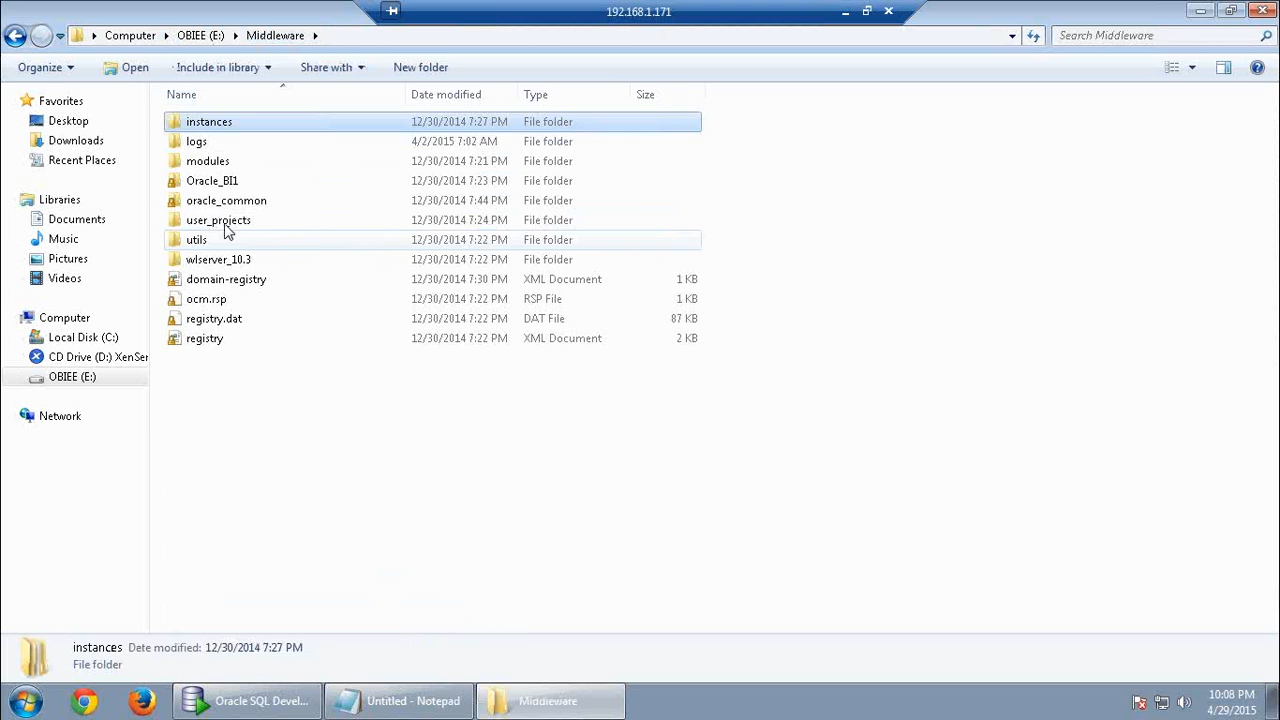 192.168.1.171
Computer
OBIEE (E:)
Middleware
Search Middleware
Organize
Open
Include in library
Share with
New folder
Name
Date modified
Type
Size
Favorites
Desktop
Downloads
Recent Places
Libraries
Documents
Music
Pictures
Videos
Computer
Local Disk (C:)
CD Drive (D:) XenSer
OBIEE (E:)
Network
instances 12/30/2014 7:27 PM File folder
logs 4/2/2015 7:02 AM File folder
modules 12/30/2014 7:21 PM File folder
Oracle_BI1 12/30/2014 7:23 PM File folder
oracle_common 12/30/2014 7:44 PM File folder
user_projects 12/30/2014 7:24 PM File folder
utils 12/30/2014 7:22 PM File folder
wlserver_10.3 12/30/2014 7:22 PM File folder
domain-registry 12/30/2014 7:30 PM XML Document 1 KB
ocm.rsp 12/30/2014 7:22 PM RSP File 1 KB
registry.dat 12/30/2014 7:22 PM DAT File 87 KB
registry 12/30/2014 7:22 PM XML Document 2 KB
instances Date modified: 12/30/2014 7:27 PM
File folder
Oracle SQL Devel...
Untitled - Notepad
Middleware
10:08 PM
4/29/2015